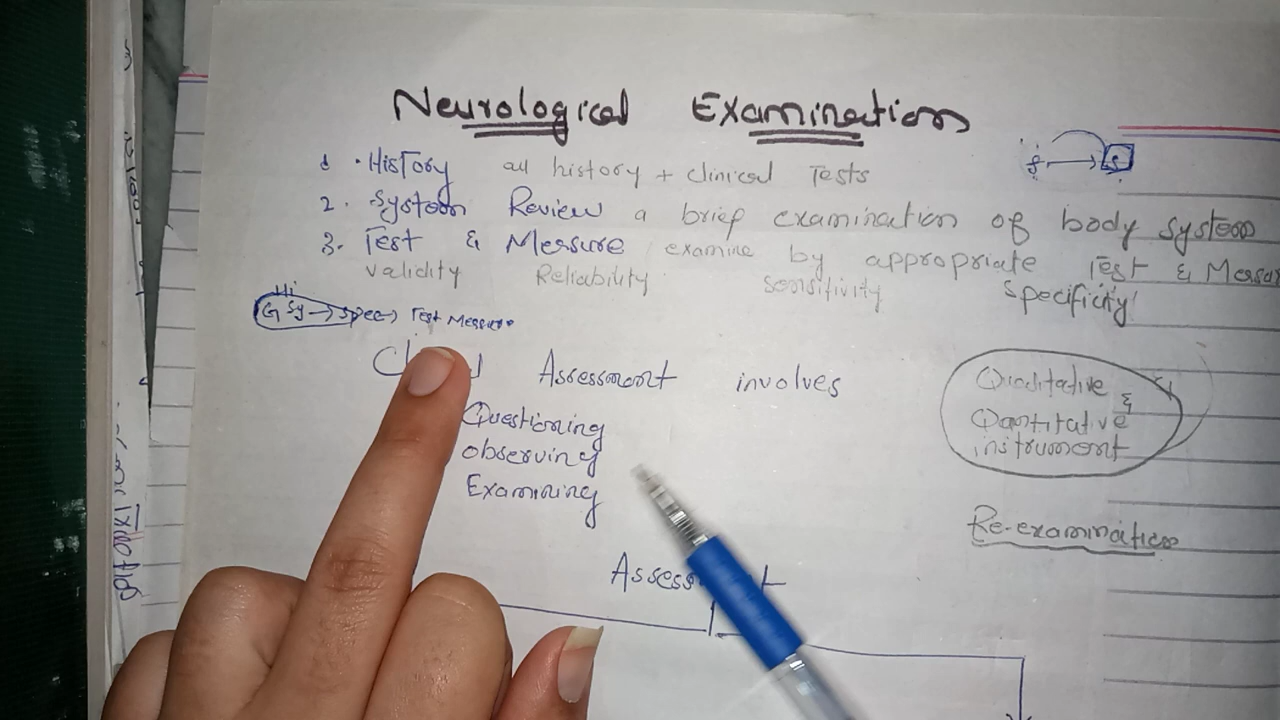 Neurological Examination
1. History all history + clinical Tests
2. System Review a brief examination of body system
3. Test & Measure examine by appropriate Test & Measur
validity Reliability sensitivity specificity
Hi
G Sy → spec → Test Measure
Assessment involves
Qualitative &
Quantitative
instrument
Questioning
observing
Examining
Re-examination